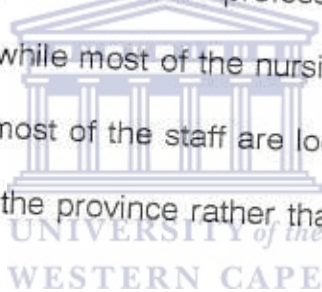 while most of the nursi
most of the staff are lo
the province rather tha
UNIVERSITY of the
WESTERN CAPE